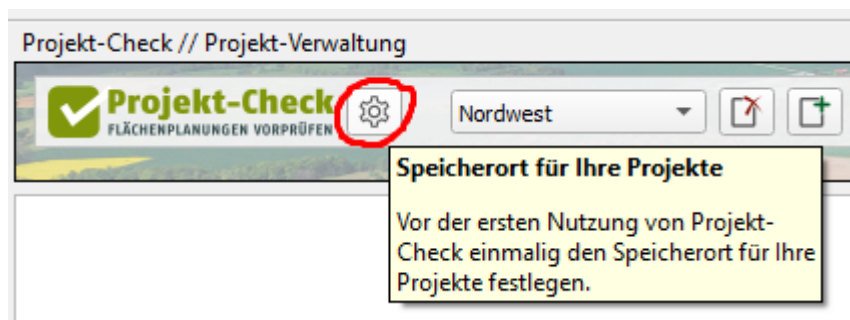 Projekt-Check // Projekt-Verwaltung
Projekt-Check
FLÄCHENPLANUNGEN VORPRÜFEN
Nordwest
Speicherort für Ihre Projekte
Vor der ersten Nutzung von Projekt-
Check einmalig den Speicherort für Ihre
Projekte festlegen.